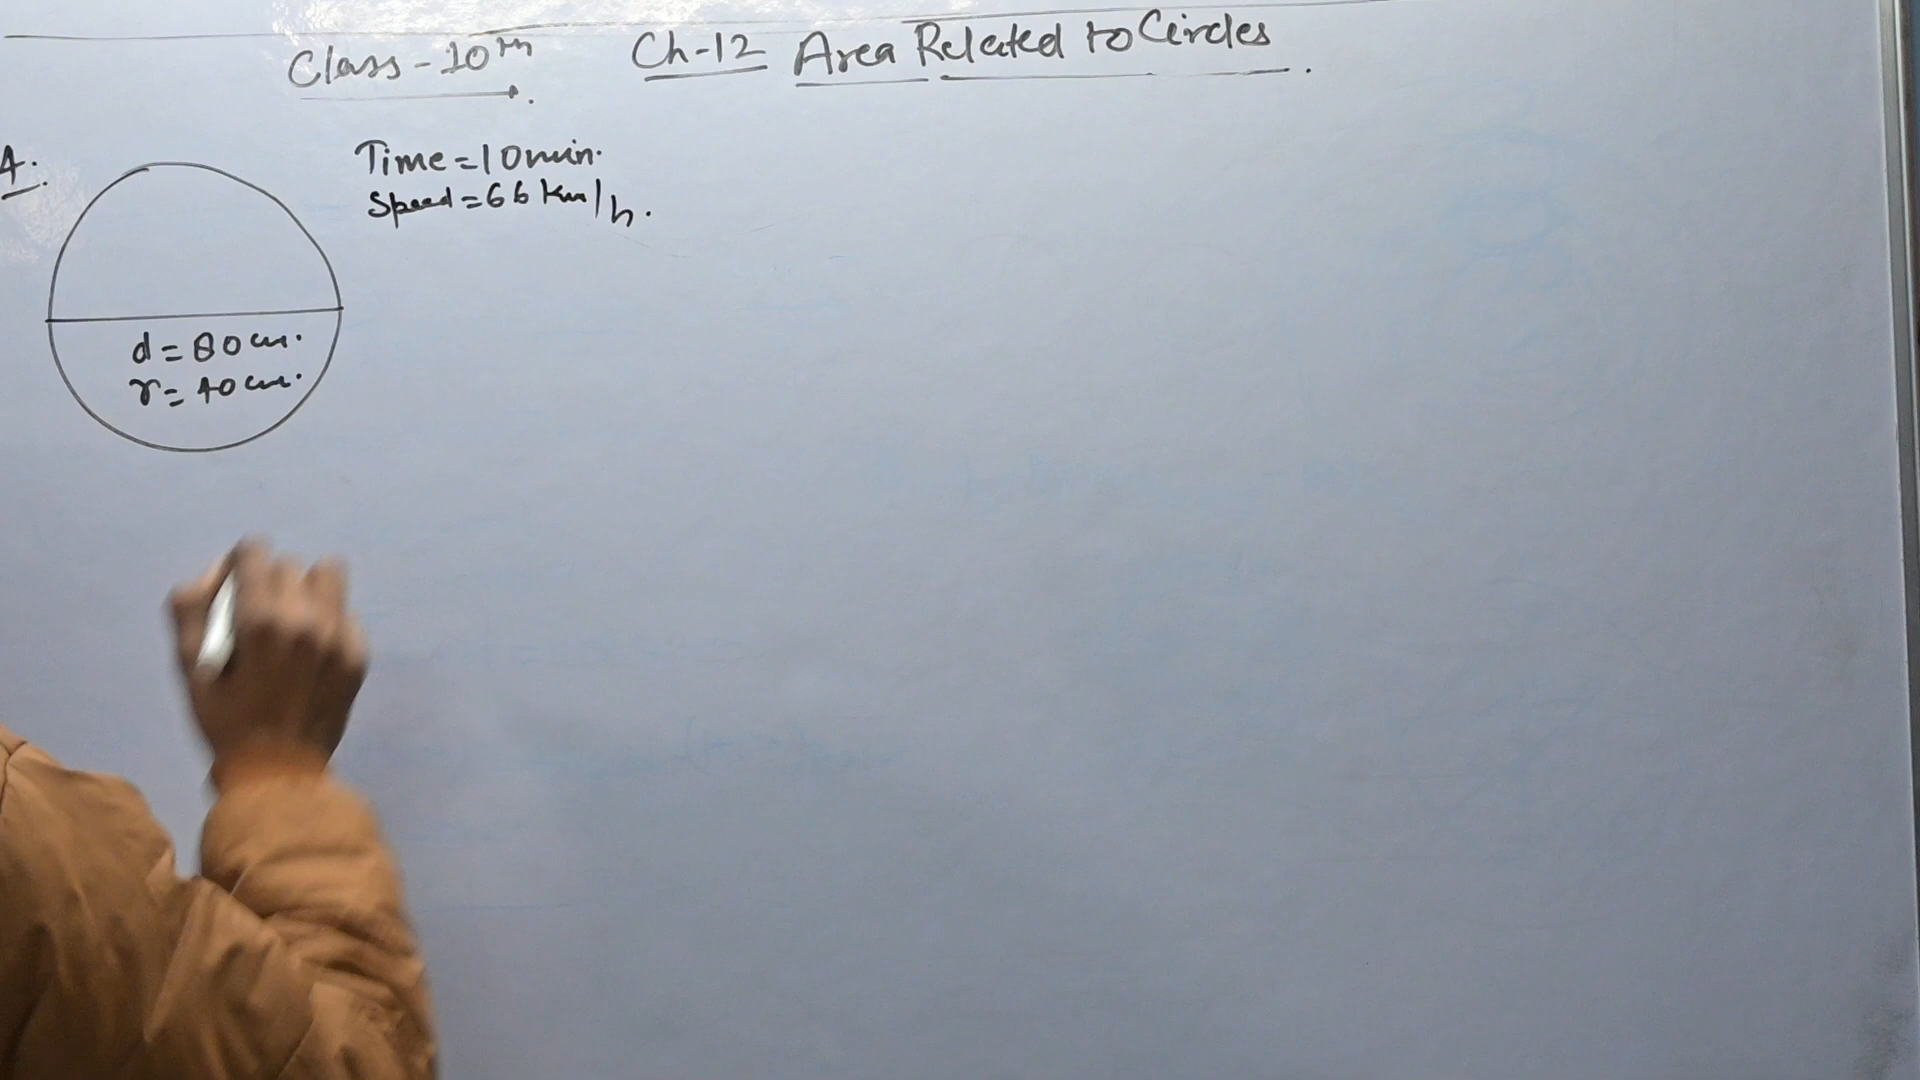 Class - 10th Ch-12 Area Related to Circles.
4.
Time = 10 min.
Speed = 66 km/h.
d = 80 cm.
r = 40 cm.